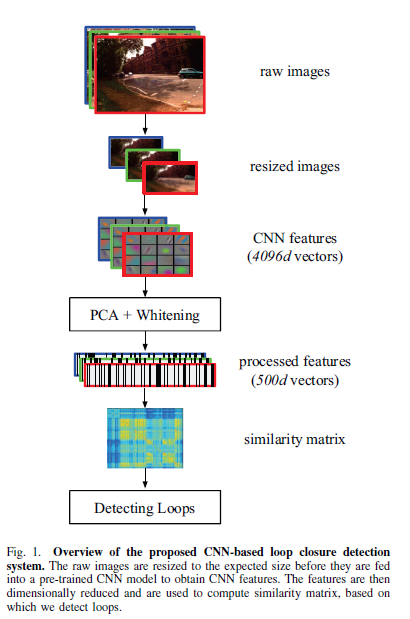 raw images
resized images
CNN features
(4096d vectors)
PCA + Whitening
processed features
(500d vectors)
similarity matrix
Detecting Loops
Fig. 1. Overview of the proposed CNN-based loop closure detection
system. The raw images are resized to the expected size before they are fed
into a pre-trained CNN model to obtain CNN features. The features are then
dimensionally reduced and are used to compute similarity matrix, based on
which we detect loops.